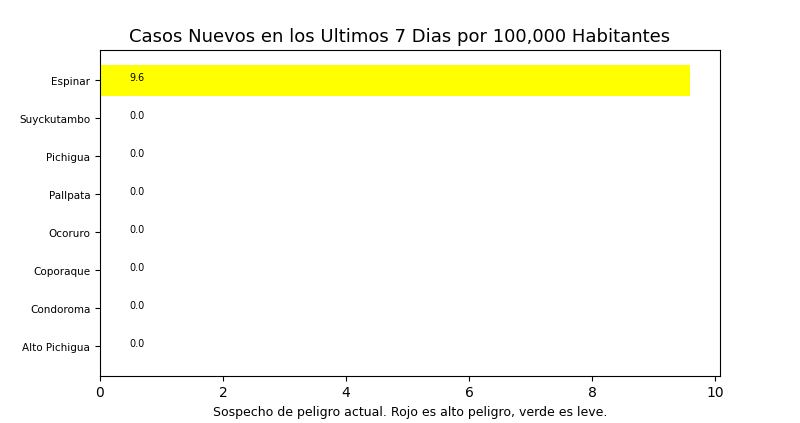 Casos Nuevos en los Ultimos 7 Dias por 100,000 Habitantes
Espinar 9.6
Suyckutambo 0.0
Pichigua 0.0
Pallpata 0.0
Ocoruro 0.0
Coporaque 0.0
Condoroma 0.0
Alto Pichigua 0.0
0 2 4 6 8 10
Sospecho de peligro actual. Rojo es alto peligro, verde es leve.